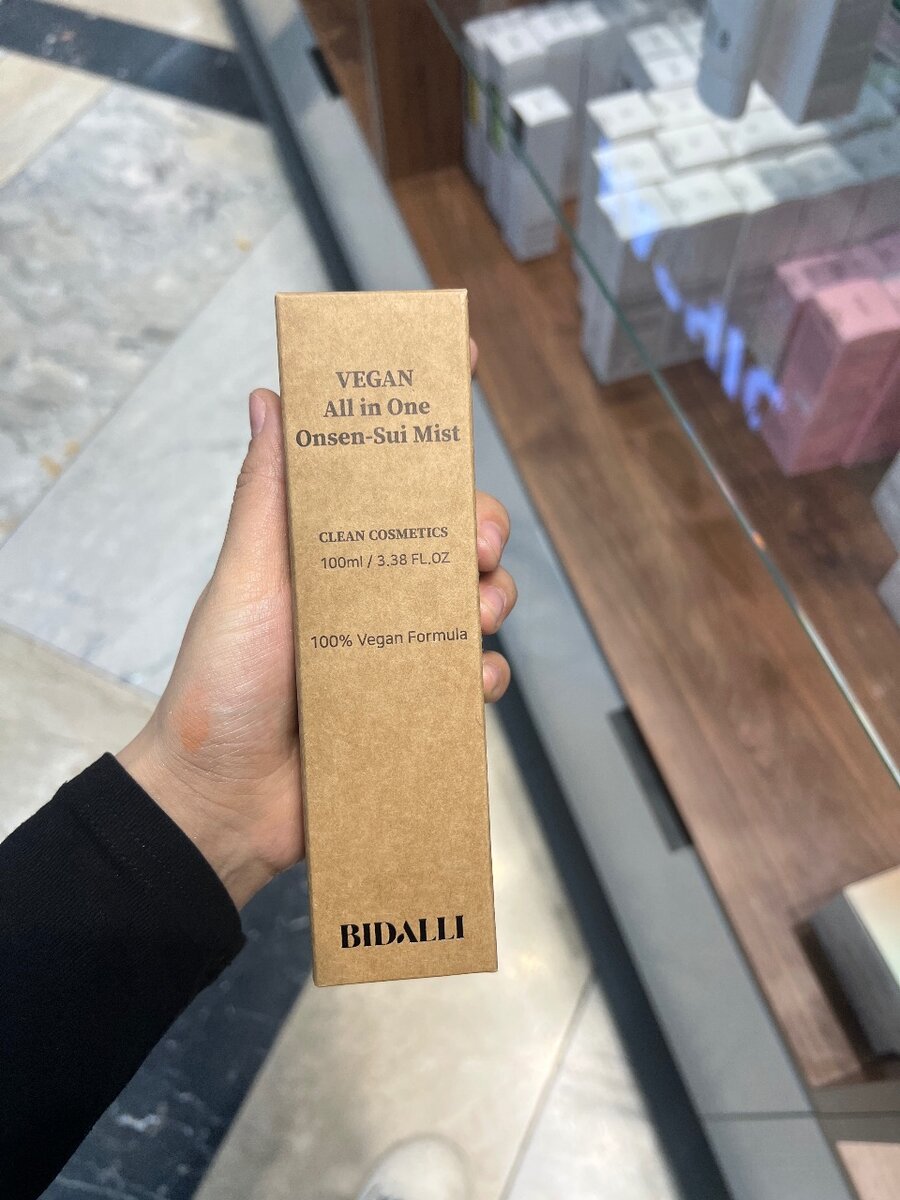 VEGAN
All in One
Onsen-Sui Mist
CLEAN COSMETICS
100ml / 3.38 FL.OZ
100% Vegan Formula
BIDALLI